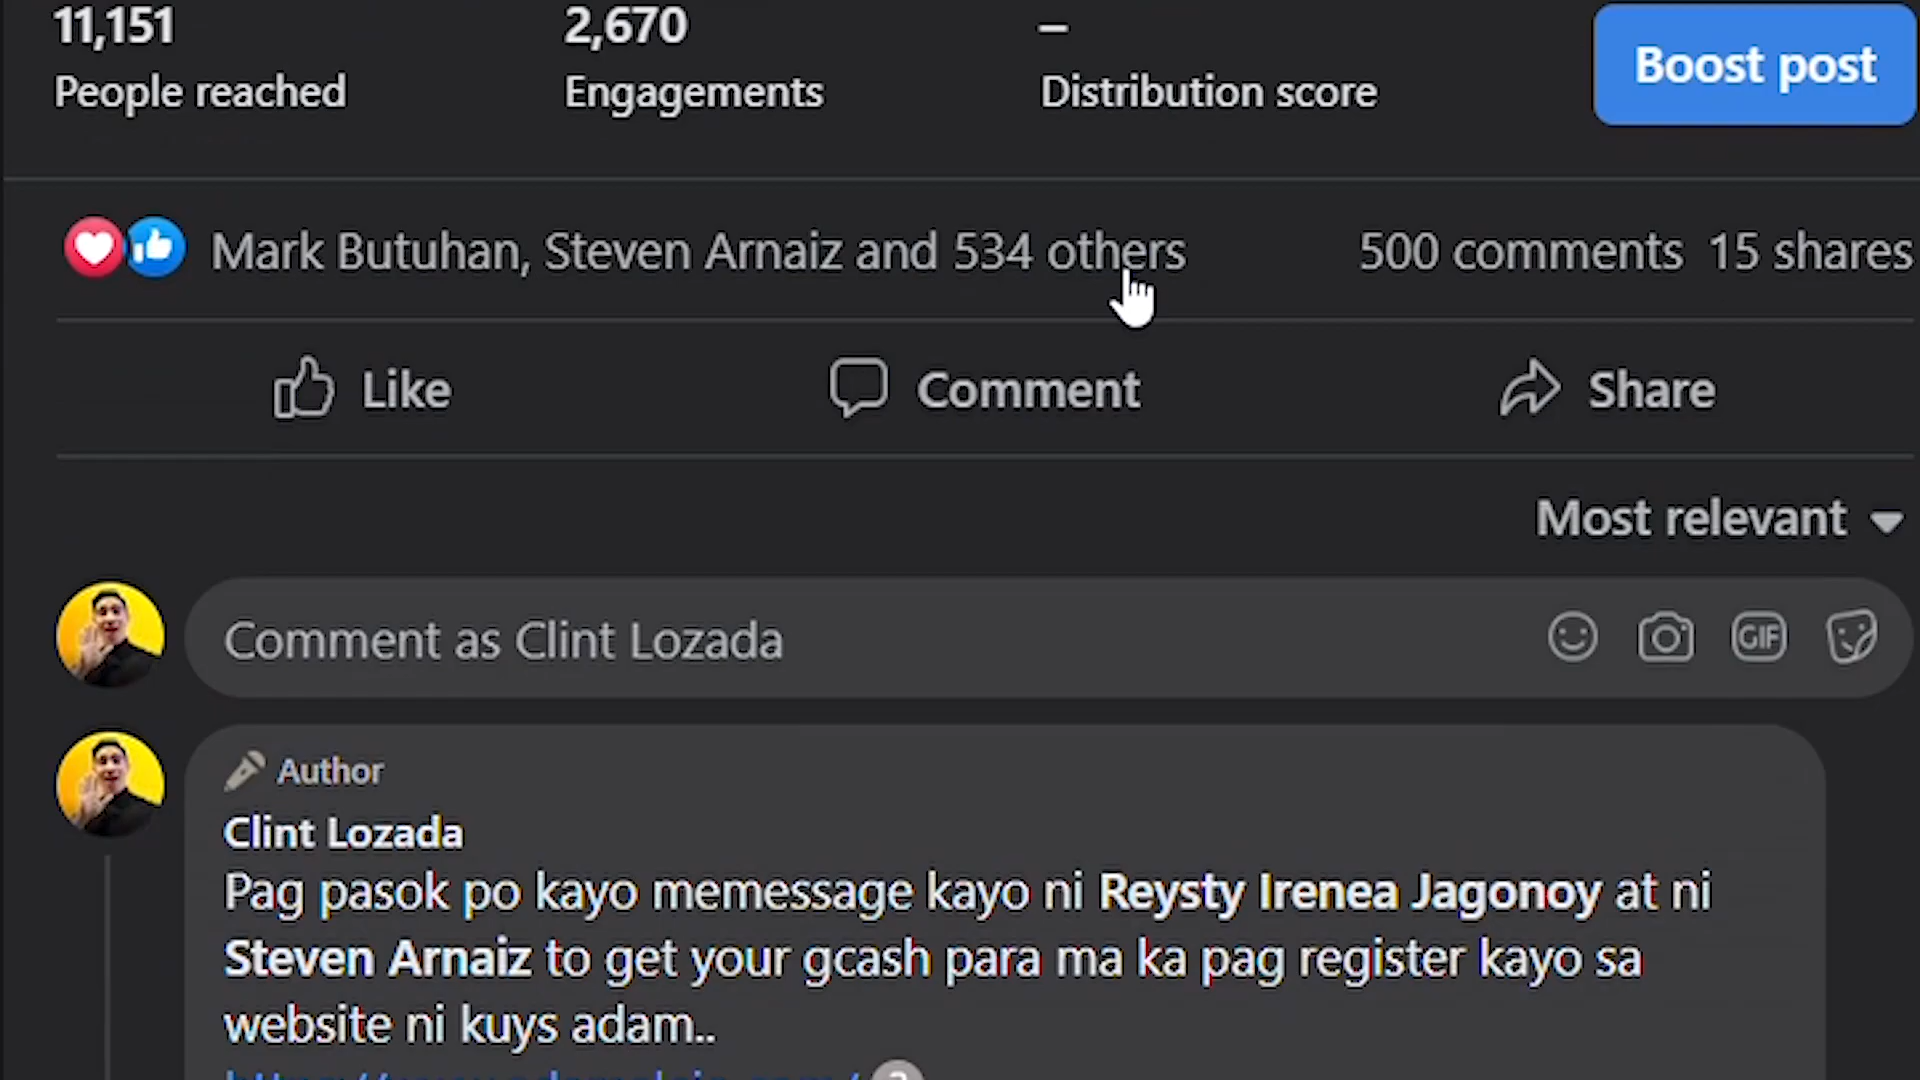 11,151 2,670 –
People reached Engagements Distribution score Boost post
Mark Butuhan, Steven Arnaiz and 534 others 500 comments 15 shares
Like Comment Share
Most relevant
Comment as Clint Lozada GIF
Author
Clint Lozada
Pag pasok po kayo memessage kayo ni Reysty Irenea Jagonoy at ni
Steven Arnaiz to get your gcash para ma ka pag register kayo sa
website ni kuys adam..